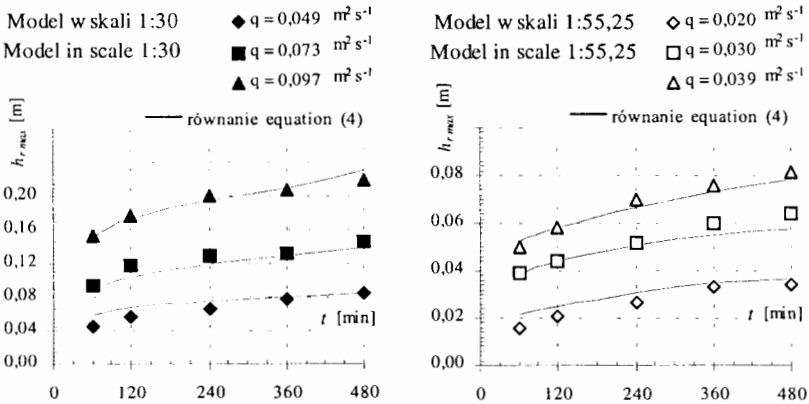 Model w skali 1:30
Model in scale 1:30
q = 0,049 m² s⁻¹
q = 0,073 m² s⁻¹
q = 0,097 m² s⁻¹
równanie equation (4)
h r max [m]
0,20
0,16
0,12
0,08
0,04
0,00
t [min]
0 120 240 360 480
Model w skali 1:55,25
Model in scale 1:55,25
q = 0,020 m² s⁻¹
q = 0,030 m² s⁻¹
q = 0,039 m² s⁻¹
równanie equation (4)
h r max [m]
0,08
0,06
0,04
0,02
0,00
t [min]
0 120 240 360 480